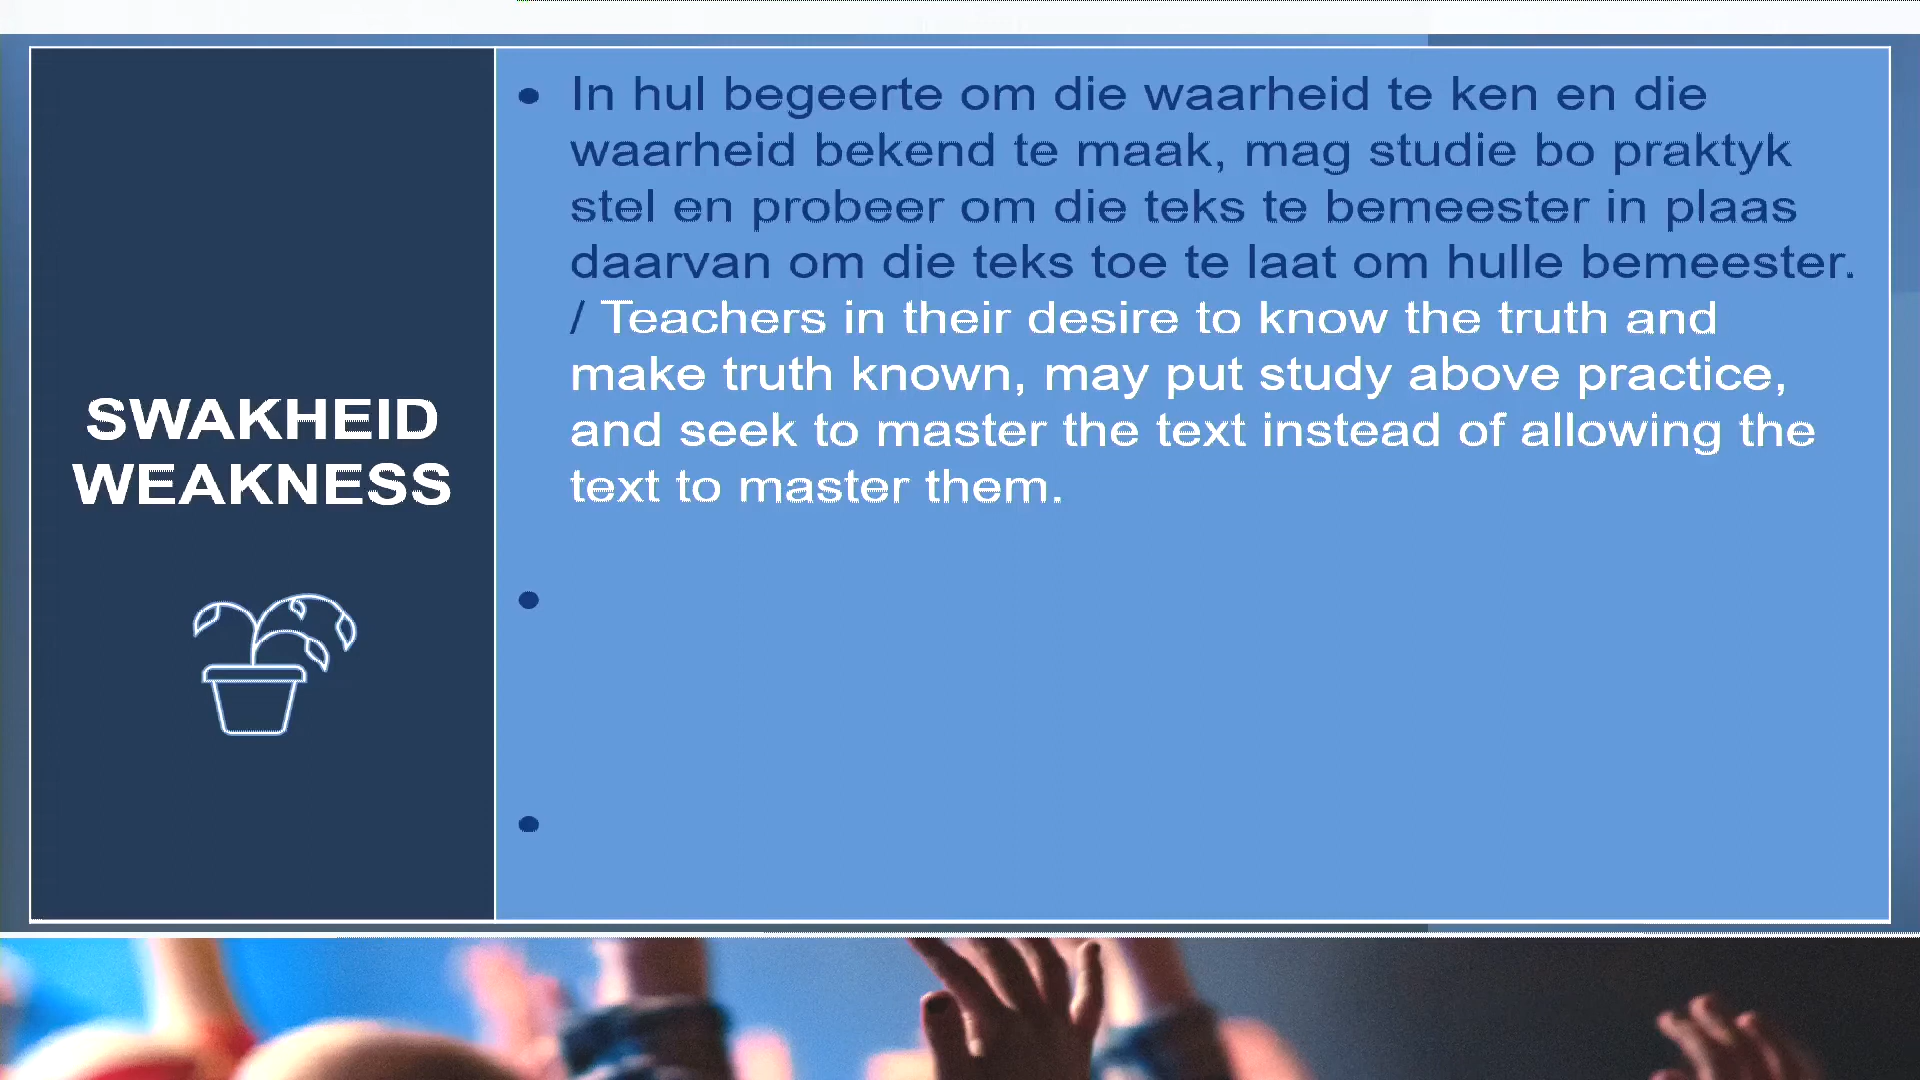 SWAKHEID
WEAKNESS
• In hul begeerte om die waarheid te ken en die
waarheid bekend te maak, mag studie bo praktyk
stel en probeer om die teks te bemeester in plaas
daarvan om die teks toe te laat om hulle bemeester.
/ Teachers in their desire to know the truth and
make truth known, may put study above practice,
and seek to master the text instead of allowing the
text to master them.
•
•